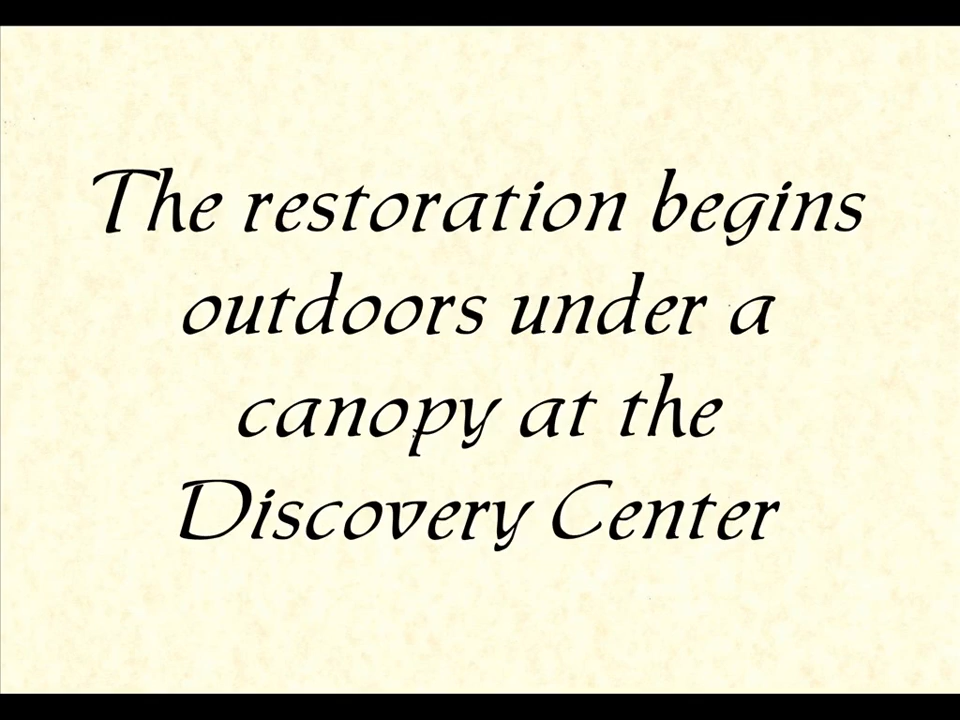 The restoration begins
outdoors under a
canopy at the
Discovery Center